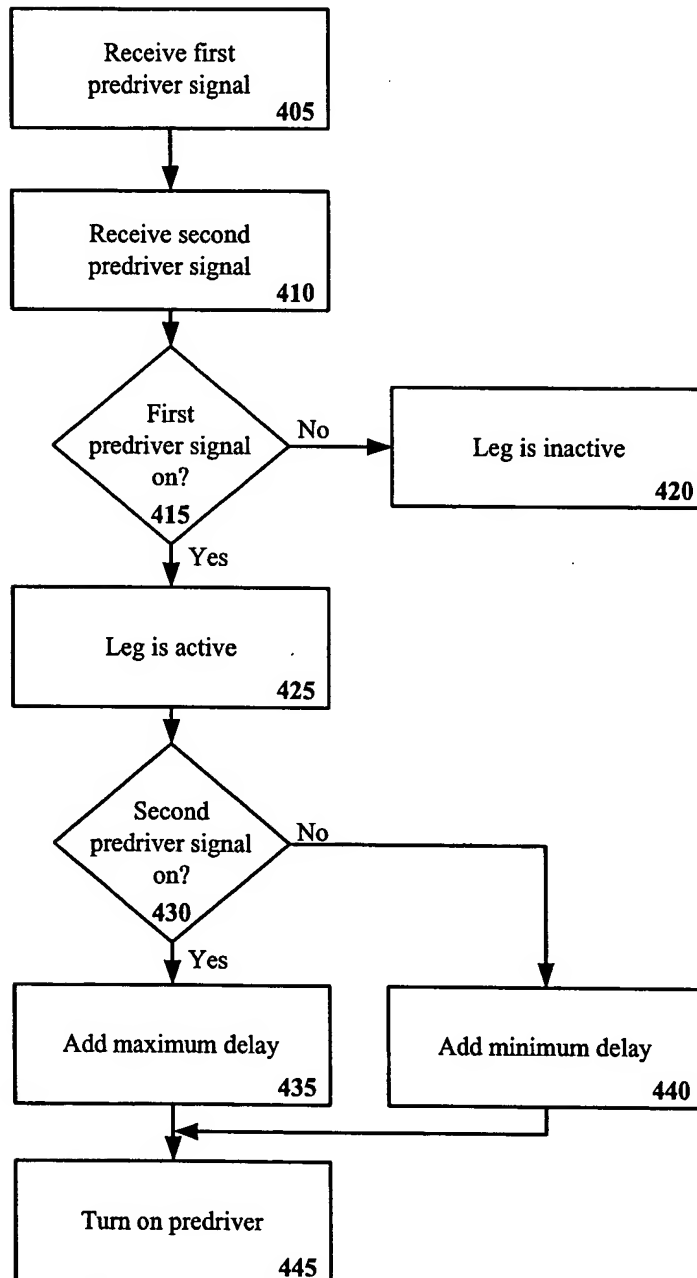 Receive first
predriver signal
405
Receive second
predriver signal
410
First
predriver signal
on?
415
No
Leg is inactive
420
Yes
Leg is active
425
Second
predriver signal
on?
430
No
Yes
Add maximum delay
435
Add minimum delay
440
Turn on predriver
445